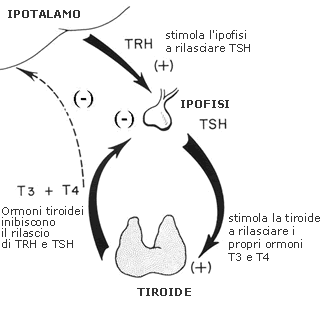 IPOTALAMO
TRH
stimola l'ipofisi
a rilasciare TSH
(+)
(-)
(-)
IPOFISI
TSH
T3 + T4
Ormoni tiroidei
inibiscono
il rilascio
di TRH e TSH
stimola la tiroide
a rilasciare i
propri ormoni
T3 e T4
(+)
TIROIDE